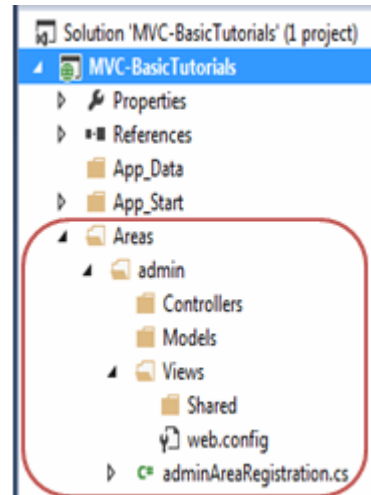 Solution 'MVC-BasicTutorials' (1 project)
MVC-BasicTutorials
Properties
References
App_Data
App_Start
Areas
admin
Controllers
Models
Views
Shared
web.config
C# adminAreaRegistration.cs